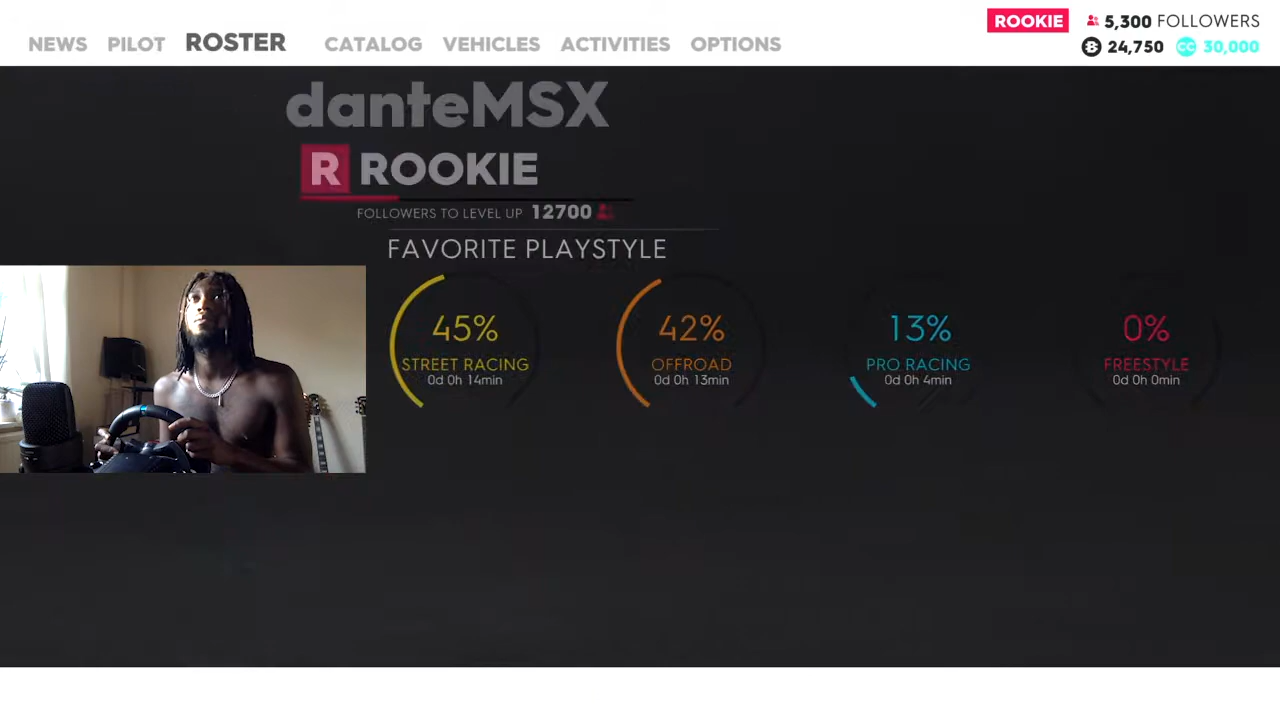 NEWS PILOT ROSTER CATALOG VEHICLES ACTIVITIES OPTIONS
ROOKIE 5,300 FOLLOWERS
24,750 CC 30,000
danteMSX
R ROOKIE
FOLLOWERS TO LEVEL UP 12700
FAVORITE PLAYSTYLE
45% 42% 13% 0%
STREET RACING OFFROAD PRO RACING FREESTYLE
0d 0h 14min 0d 0h 13min 0d 0h 4min 0d 0h 0min